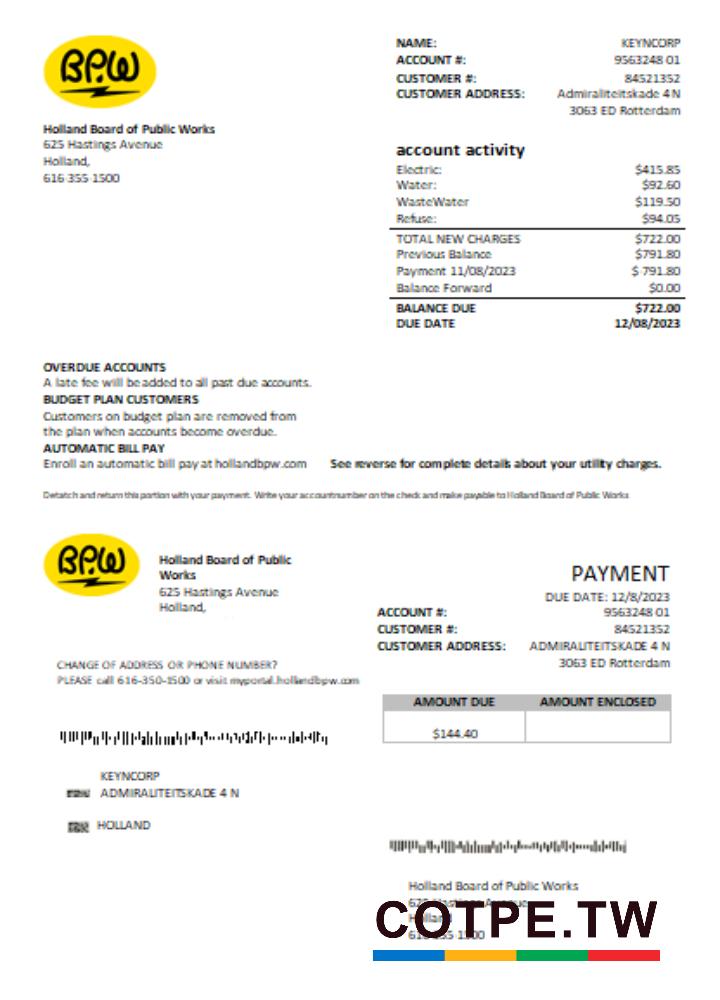 BPW
Holland Board of Public Works
625 Hastings Avenue
Holland,
616 355 1500
NAME: KEYNCORP
ACCOUNT #: 9563248 01
CUSTOMER #: 84521352
CUSTOMER ADDRESS: Admiraliteitskade 4 N
3063 ED Rotterdam
account activity
Electric: $415.85
Water: $92.60
WasteWater $119.50
Refuse: $94.05
TOTAL NEW CHARGES $722.00
Previous Balance $791.80
Payment 11/08/2023 $ 791.80
Balance Forward $0.00
BALANCE DUE $722.00
DUE DATE 12/08/2023
OVERDUE ACCOUNTS
A late fee will be added to all past due accounts.
BUDGET PLAN CUSTOMERS
Customers on budget plan are removed from
the plan when accounts become overdue.
AUTOMATIC BILL PAY
Enroll an automatic bill pay at hollandbpw.com See reverse for complete details about your utility charges.
Detatch and return this portion with your payment. Write your accountnumber on the check and make payable to Holland Board of Public Works
BPW
Holland Board of Public
Works
625 Hastings Avenue
Holland,
PAYMENT
DUE DATE: 12/8/2023
ACCOUNT #: 9563248 01
CUSTOMER #: 84521352
CUSTOMER ADDRESS: ADMIRALITEITSKADE 4 N
3063 ED Rotterdam
CHANGE OF ADDRESS OR PHONE NUMBER?
PLEASE call 616-350-1500 or visit myportal.hollandbpw.com
AMOUNT DUE AMOUNT ENCLOSED
$144.40
KEYNCORP
ADMIRALITEITSKADE 4 N
HOLLAND
Holland Board of Public Works
625 Hastings Avenue
Holland
616 355 1500
COTPE.TW